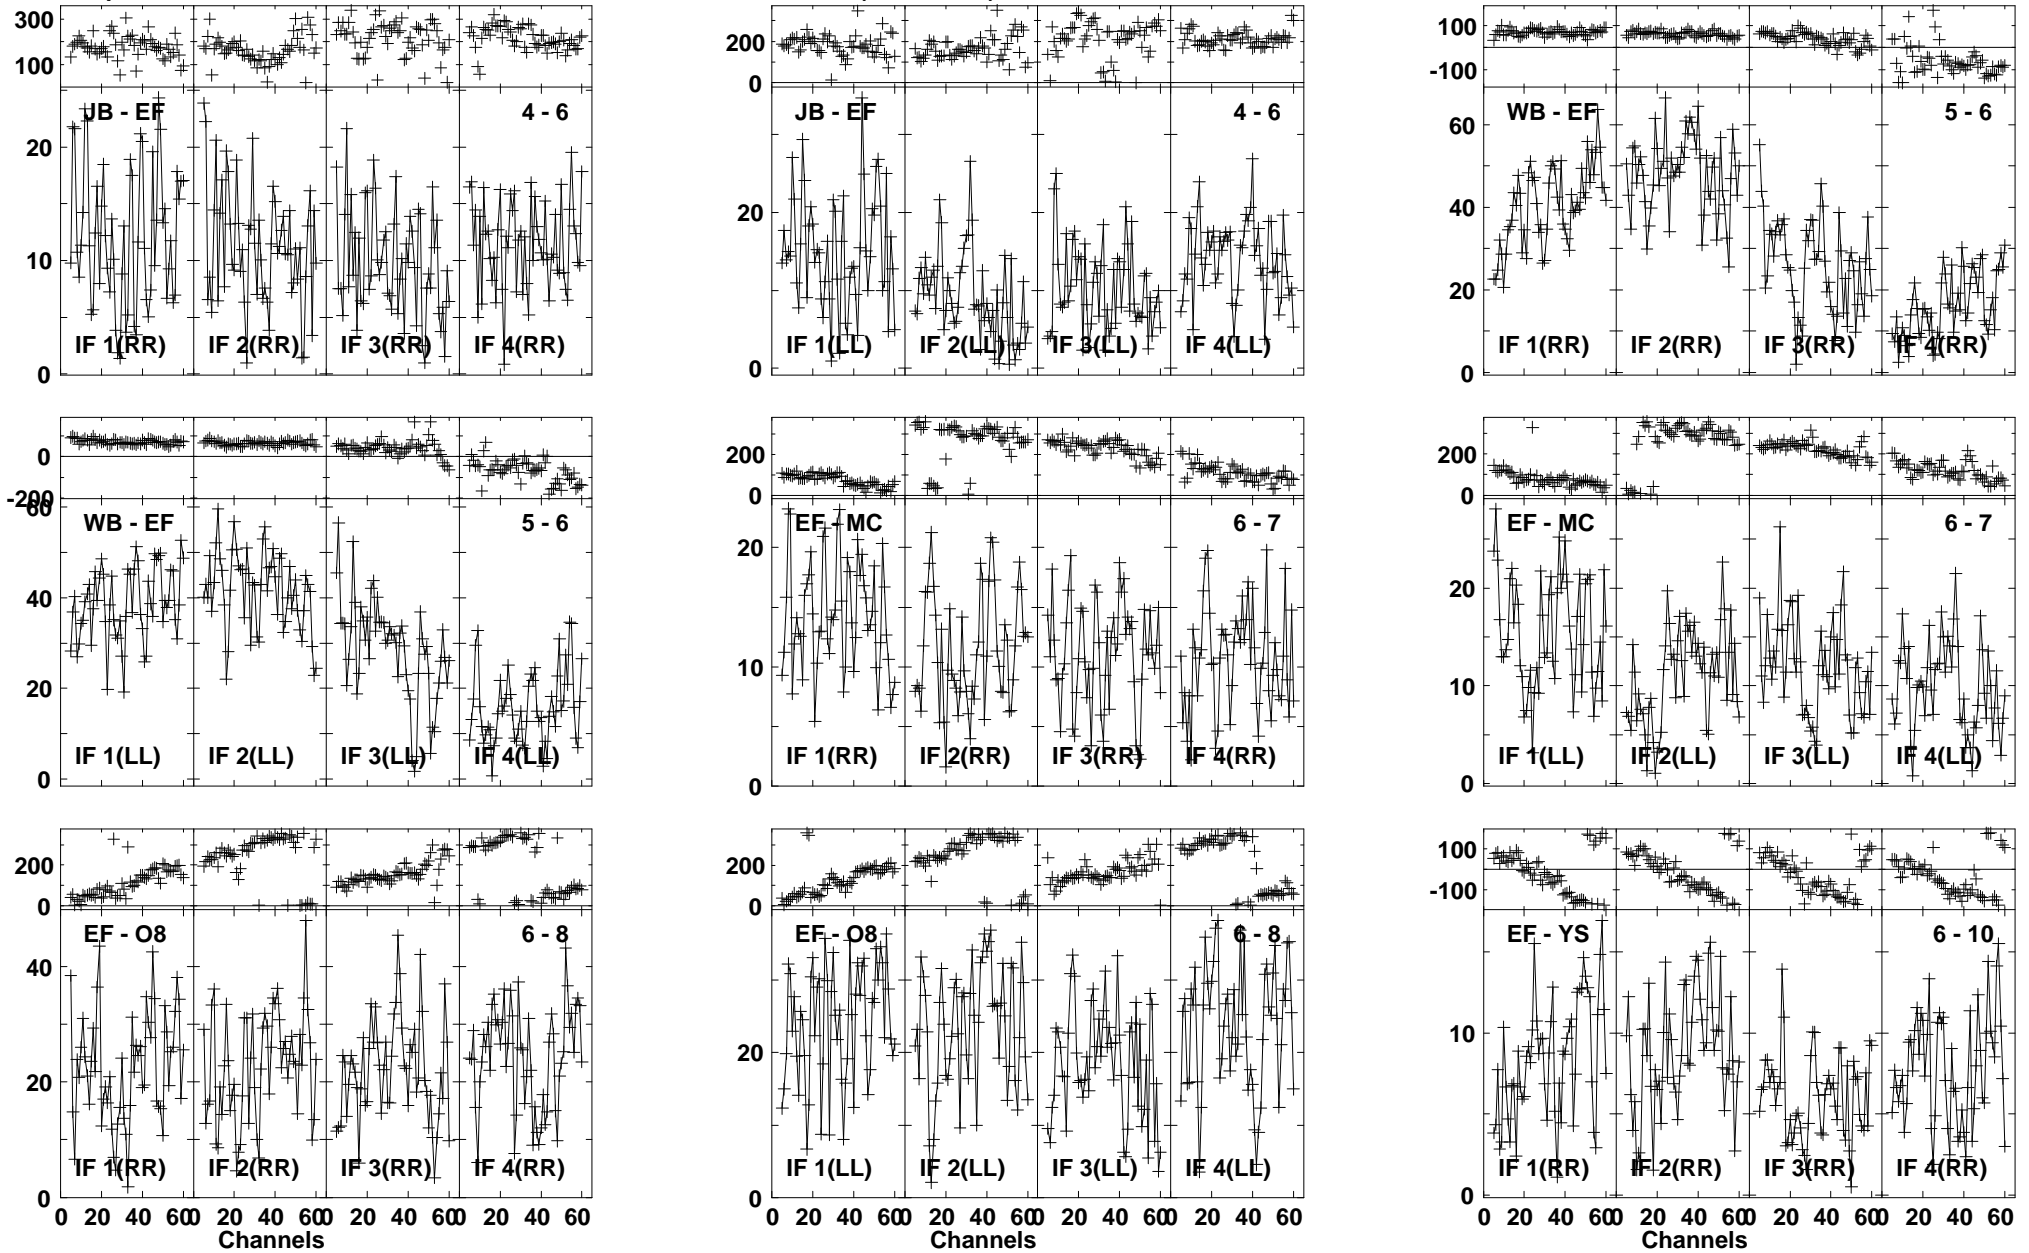 300
100
JB - EF 4 - 6
20
10
0
IF 1(RR) IF 2(RR) IF 3(RR) IF 4(RR)
200
0
JB - EF 4 - 6
20
0
IF 1(LL) IF 2(LL) IF 3(LL) IF 4(LL)
100
-100
WB - EF 5 - 6
60
40
20
0
IF 1(RR) IF 2(RR) IF 3(RR) IF 4(RR)
0
-200
WB - EF 5 - 6
60
40
20
0
IF 1(LL) IF 2(LL) IF 3(LL) IF 4(LL)
200
0
EF - MC 6 - 7
20
10
0
IF 1(RR) IF 2(RR) IF 3(RR) IF 4(RR)
200
0
EF - MC 6 - 7
20
10
0
IF 1(LL) IF 2(LL) IF 3(LL) IF 4(LL)
200
0
EF - O8 6 - 8
40
20
0
IF 1(RR) IF 2(RR) IF 3(RR) IF 4(RR)
0 20 40 60 0 20 40 60 0 20 40 60 0 20 40 60
Channels
200
0
EF - O8 6 - 8
20
0
IF 1(LL) IF 2(LL) IF 3(LL) IF 4(LL)
0 20 40 60 0 20 40 60 0 20 40 60 0 20 40 60
Channels
100
-100
EF - YS 6 - 10
10
0
IF 1(RR) IF 2(RR) IF 3(RR) IF 4(RR)
0 20 40 60 0 20 40 60 0 20 40 60 0 20 40 60
Channels